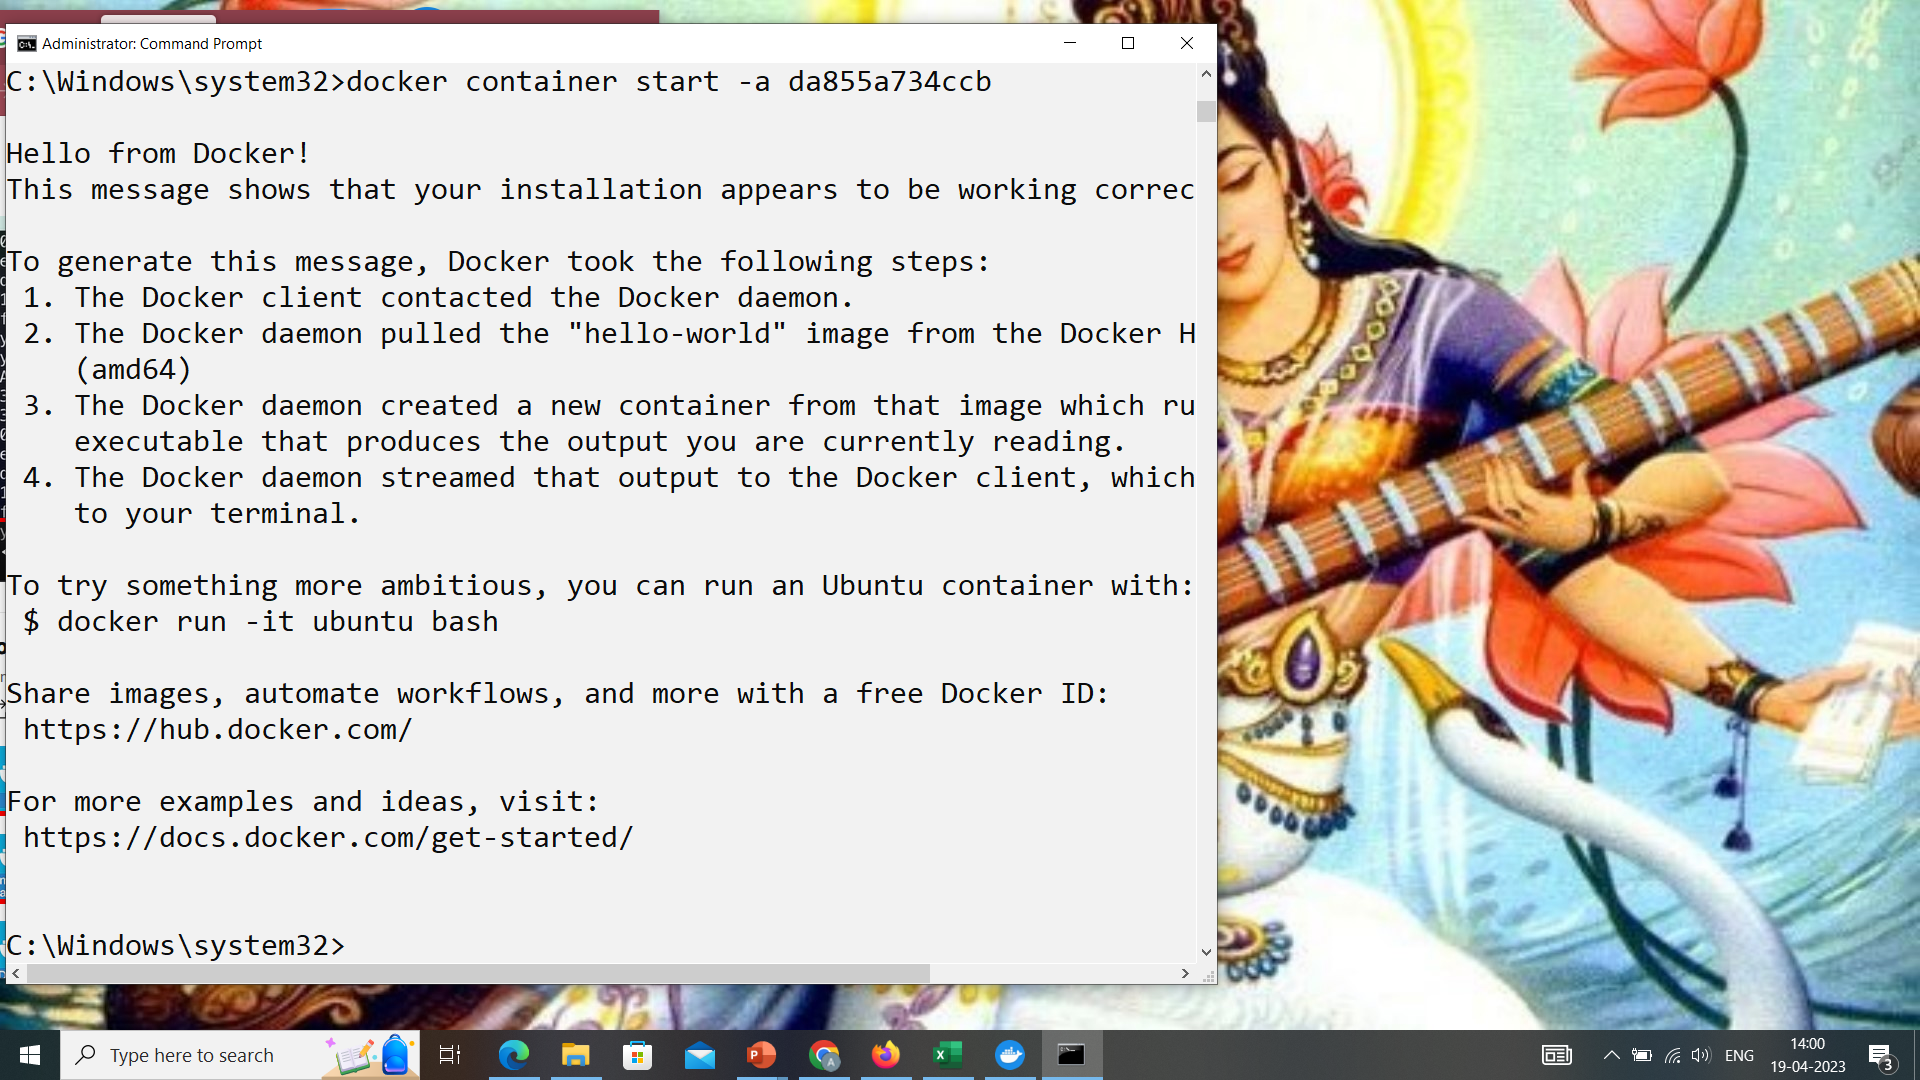 Administrator: Command Prompt
C:\Windows\system32>docker container start -a da855a734ccb
Hello from Docker!
This message shows that your installation appears to be working correc
To generate this message, Docker took the following steps:
1. The Docker client contacted the Docker daemon.
2. The Docker daemon pulled the "hello-world" image from the Docker H
(amd64)
3. The Docker daemon created a new container from that image which ru
executable that produces the output you are currently reading.
4. The Docker daemon streamed that output to the Docker client, which
to your terminal.
To try something more ambitious, you can run an Ubuntu container with:
$ docker run -it ubuntu bash
Share images, automate workflows, and more with a free Docker ID:
https://hub.docker.com/
For more examples and ideas, visit:
https://docs.docker.com/get-started/
C:\Windows\system32>
Type here to search
ENG
14:00
19-04-2023
3